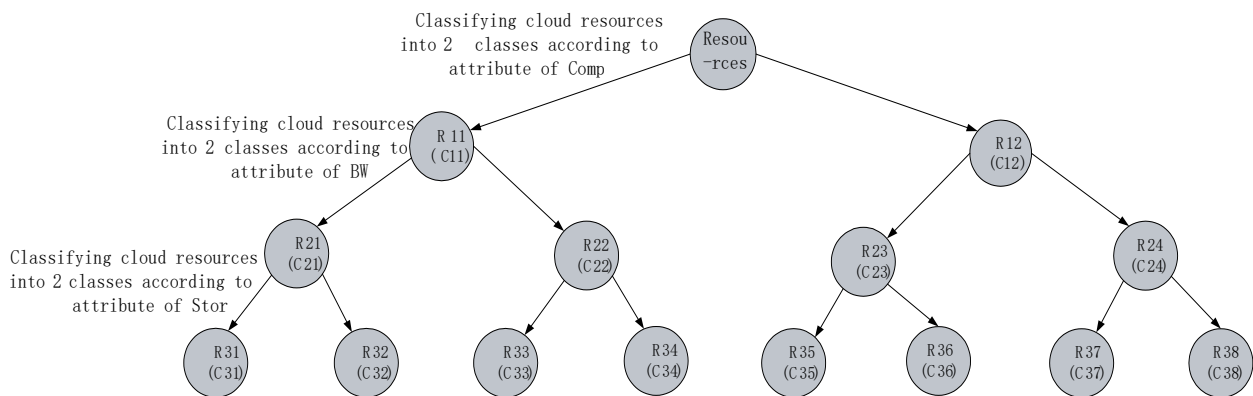 Classifying cloud resources
into 2 classes according to
attribute of Comp
Resou
-rces
Classifying cloud resources
into 2 classes according to
attribute of BW
R 11
( C11)
R12
(C12)
Classifying cloud resources
into 2 classes according to
attribute of Stor
R21
(C21)
R22
(C22)
R23
(C23)
R24
(C24)
R31
(C31)
R32
(C32)
R33
(C33)
R34
(C34)
R35
(C35)
R36
(C36)
R37
(C37)
R38
(C38)